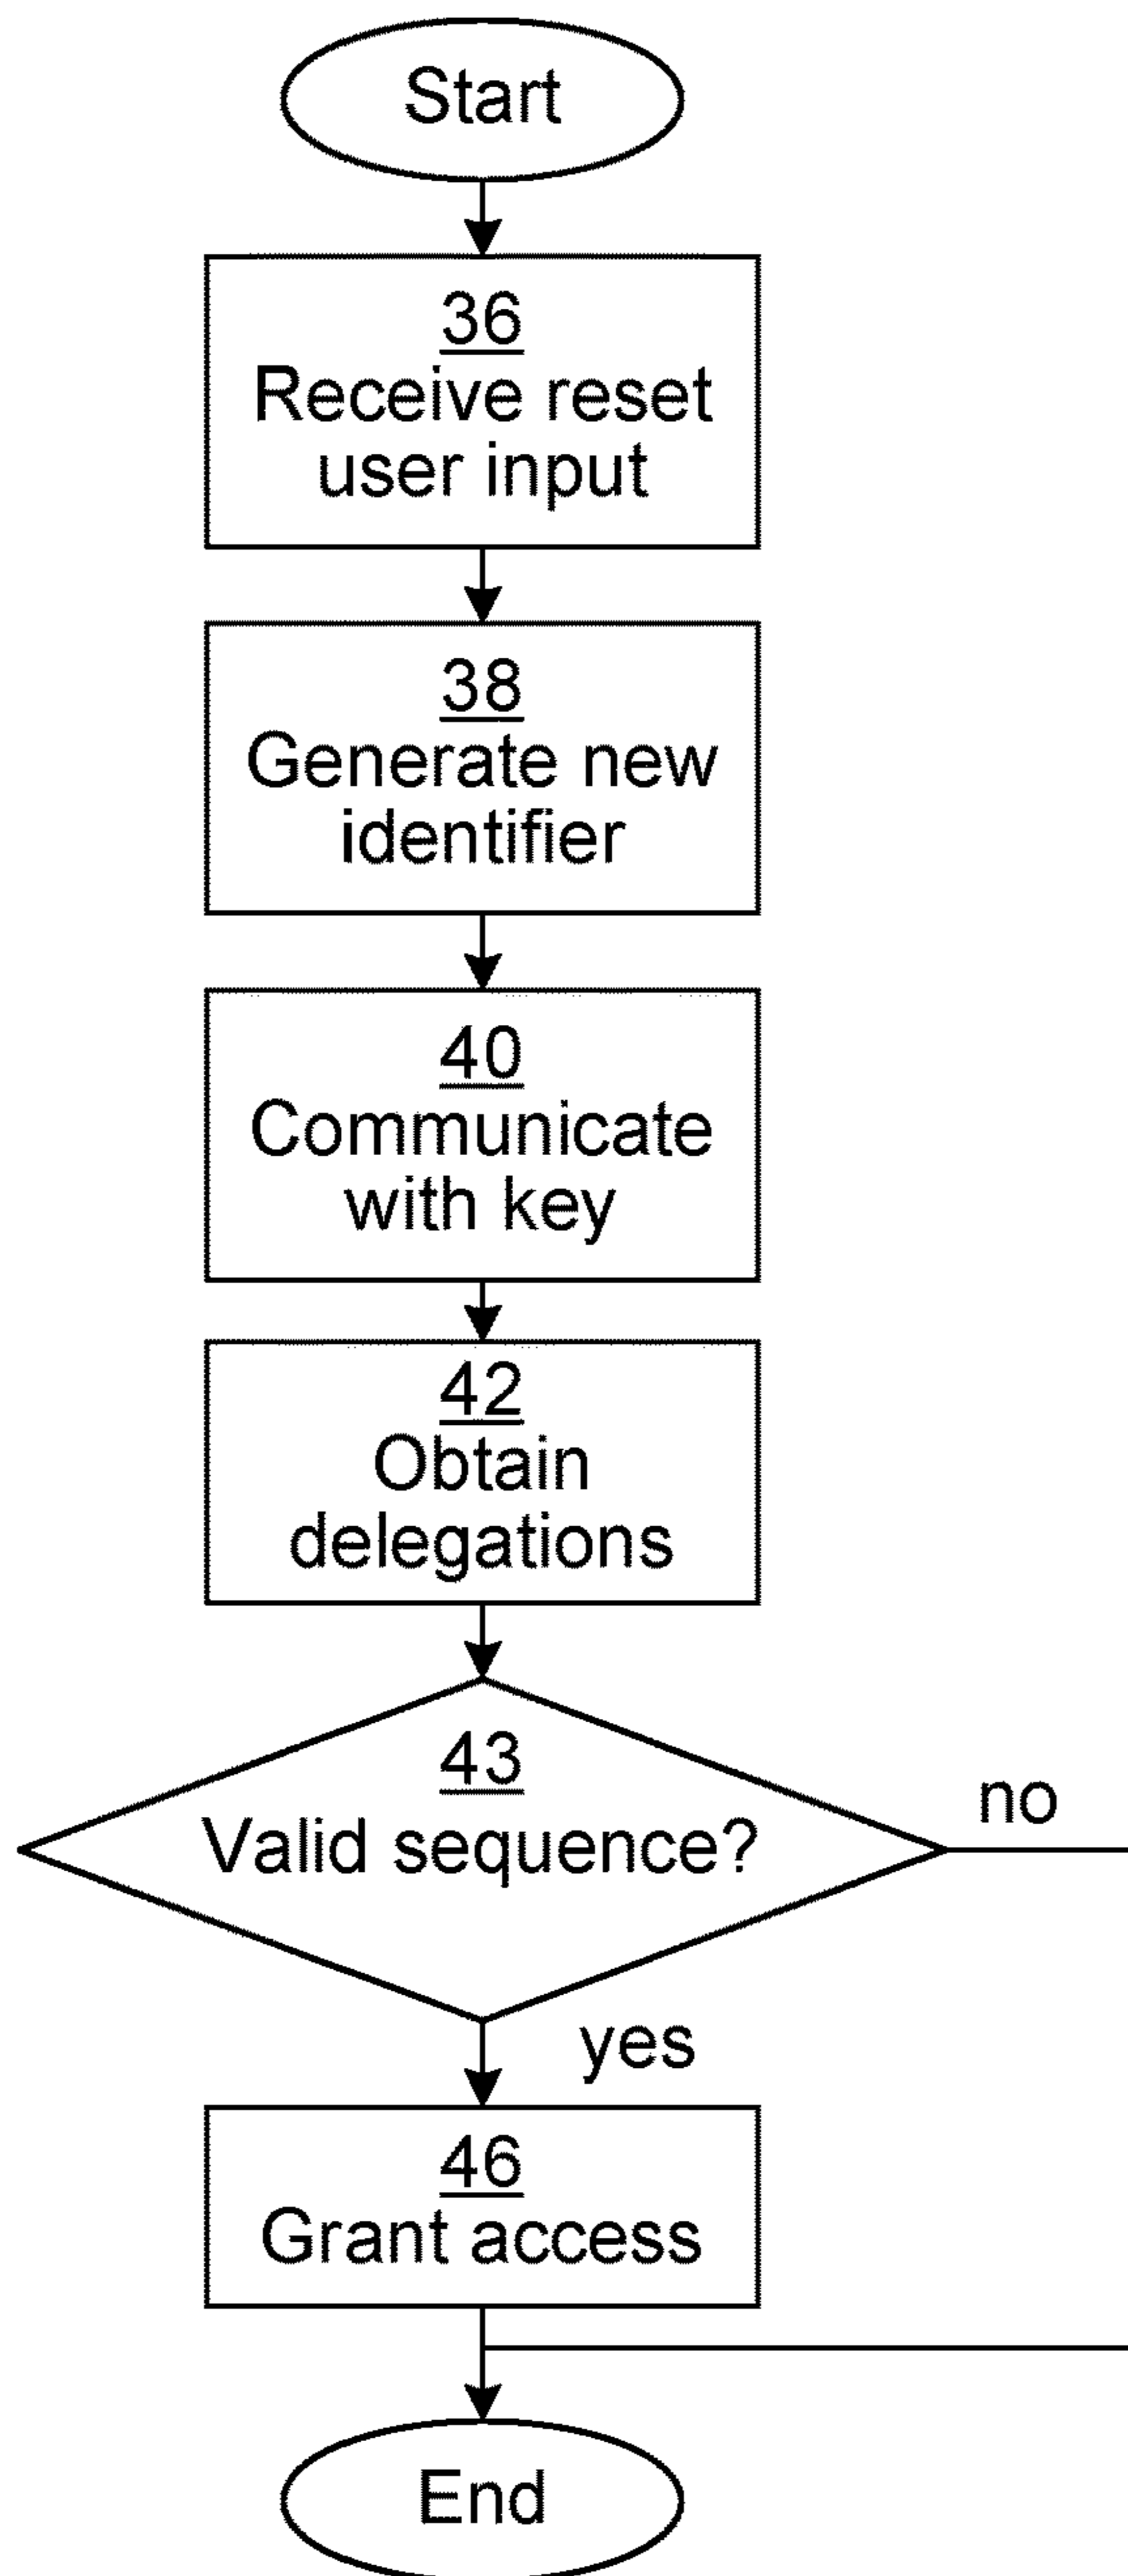 Start
36
Receive reset
user input
38
Generate new
identifier
40
Communicate
with key
42
Obtain
delegations
43
Valid sequence?
no
yes
46
Grant access
End